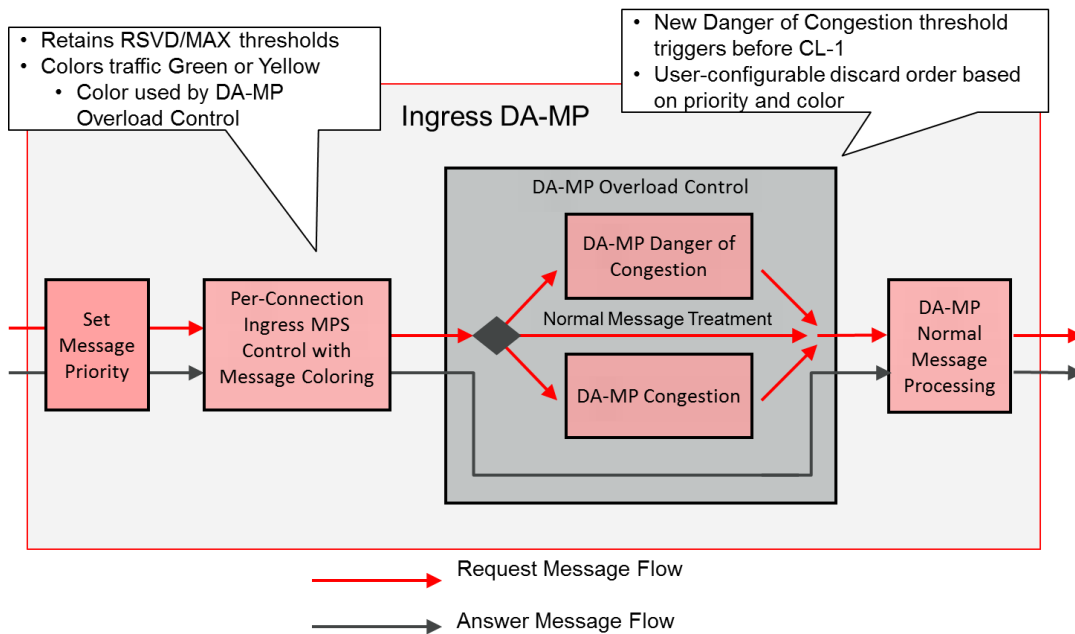 • Retains RSVD/MAX thresholds
• Colors traffic Green or Yellow
• Color used by DA-MP
Overload Control
• New Danger of Congestion threshold
triggers before CL-1
• User-configurable discard order based
on priority and color
Ingress DA-MP
DA-MP Overload Control
DA-MP Danger of
Congestion
Set
Message
Priority
Per-Connection
Ingress MPS
Control with
Message Coloring
Normal Message Treatment
DA-MP Congestion
DA-MP
Normal
Message
Processing
Request Message Flow
Answer Message Flow